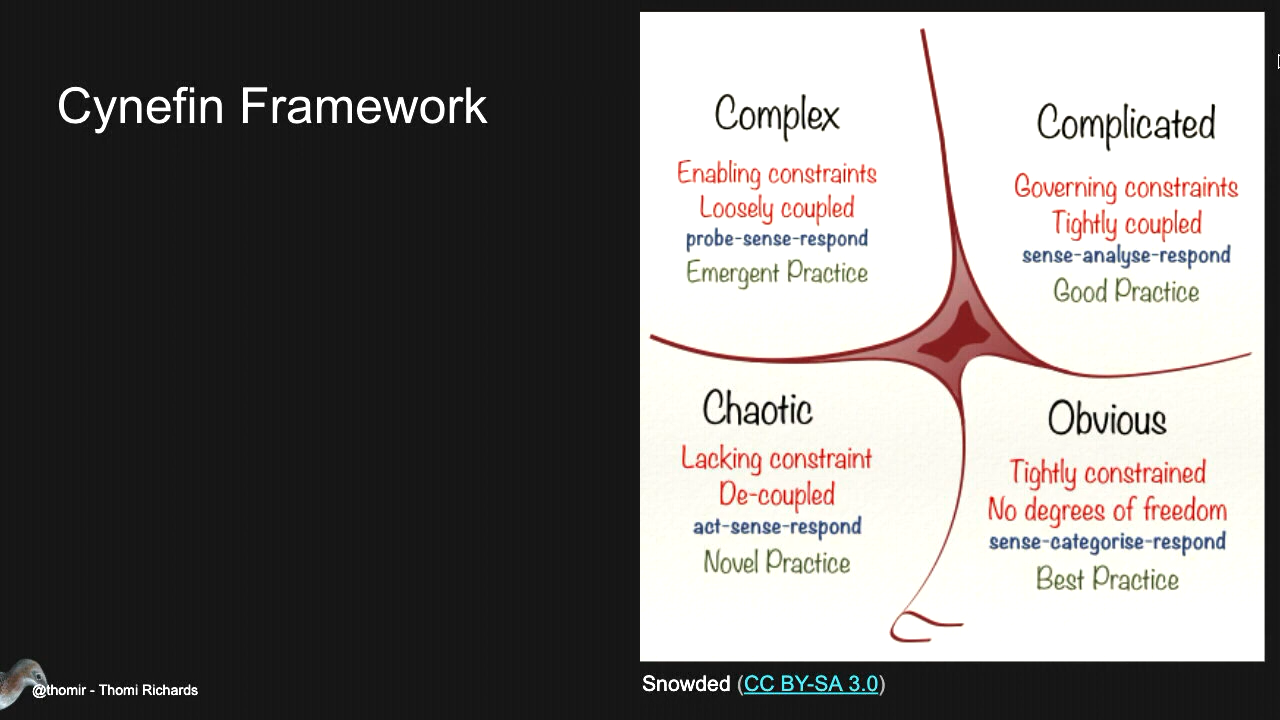 Cynefin Framework
Complex
Enabling constraints
Loosely coupled
probe-sense-respond
Emergent Practice
Complicated
Governing constraints
Tightly coupled
sense-analyse-respond
Good Practice
Chaotic
Lacking constraint
De-coupled
act-sense-respond
Novel Practice
Obvious
Tightly constrained
No degrees of freedom
sense-categorise-respond
Best Practice
@thomir - Thomi Richards
Snowded (CC BY-SA 3.0)